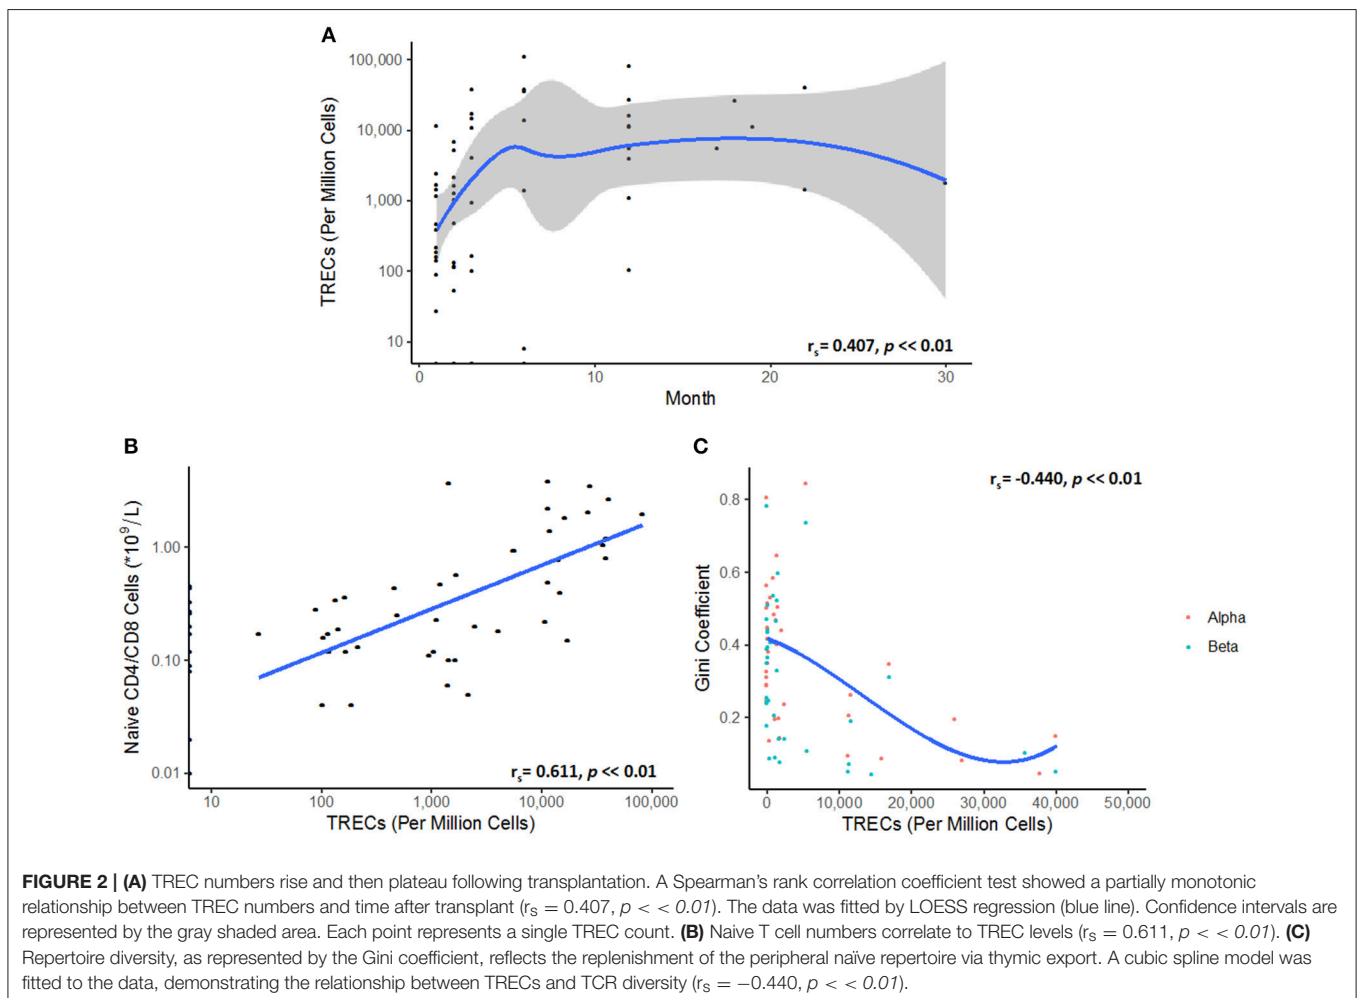 A
100,000
10,000
1,000
100
10
TRECs (Per Million Cells)
rs= 0.407, p << 0.01
0 10 20 30
Month
B
1.00
0.10
0.01
Naive CD4/CD8 Cells (*10^9/L)
rs= 0.611, p << 0.01
10 100 1,000 10,000 100,000
TRECs (Per Million Cells)
C
rs= -0.440, p << 0.01
0.8
0.6
0.4
0.2
Gini Coefficient
Alpha
Beta
0 10,000 20,000 30,000 40,000 50,000
TRECs (Per Million Cells)
FIGURE 2 | (A) TREC numbers rise and then plateau following transplantation. A Spearman's rank correlation coefficient test showed a partially monotonic
relationship between TREC numbers and time after transplant (rs = 0.407, p < < 0.01). The data was fitted by LOESS regression (blue line). Confidence intervals are
represented by the gray shaded area. Each point represents a single TREC count. (B) Naive T cell numbers correlate to TREC levels (rs = 0.611, p < < 0.01). (C)
Repertoire diversity, as represented by the Gini coefficient, reflects the replenishment of the peripheral naïve repertoire via thymic export. A cubic spline model was
fitted to the data, demonstrating the relationship between TRECs and TCR diversity (rs = −0.440, p < < 0.01).